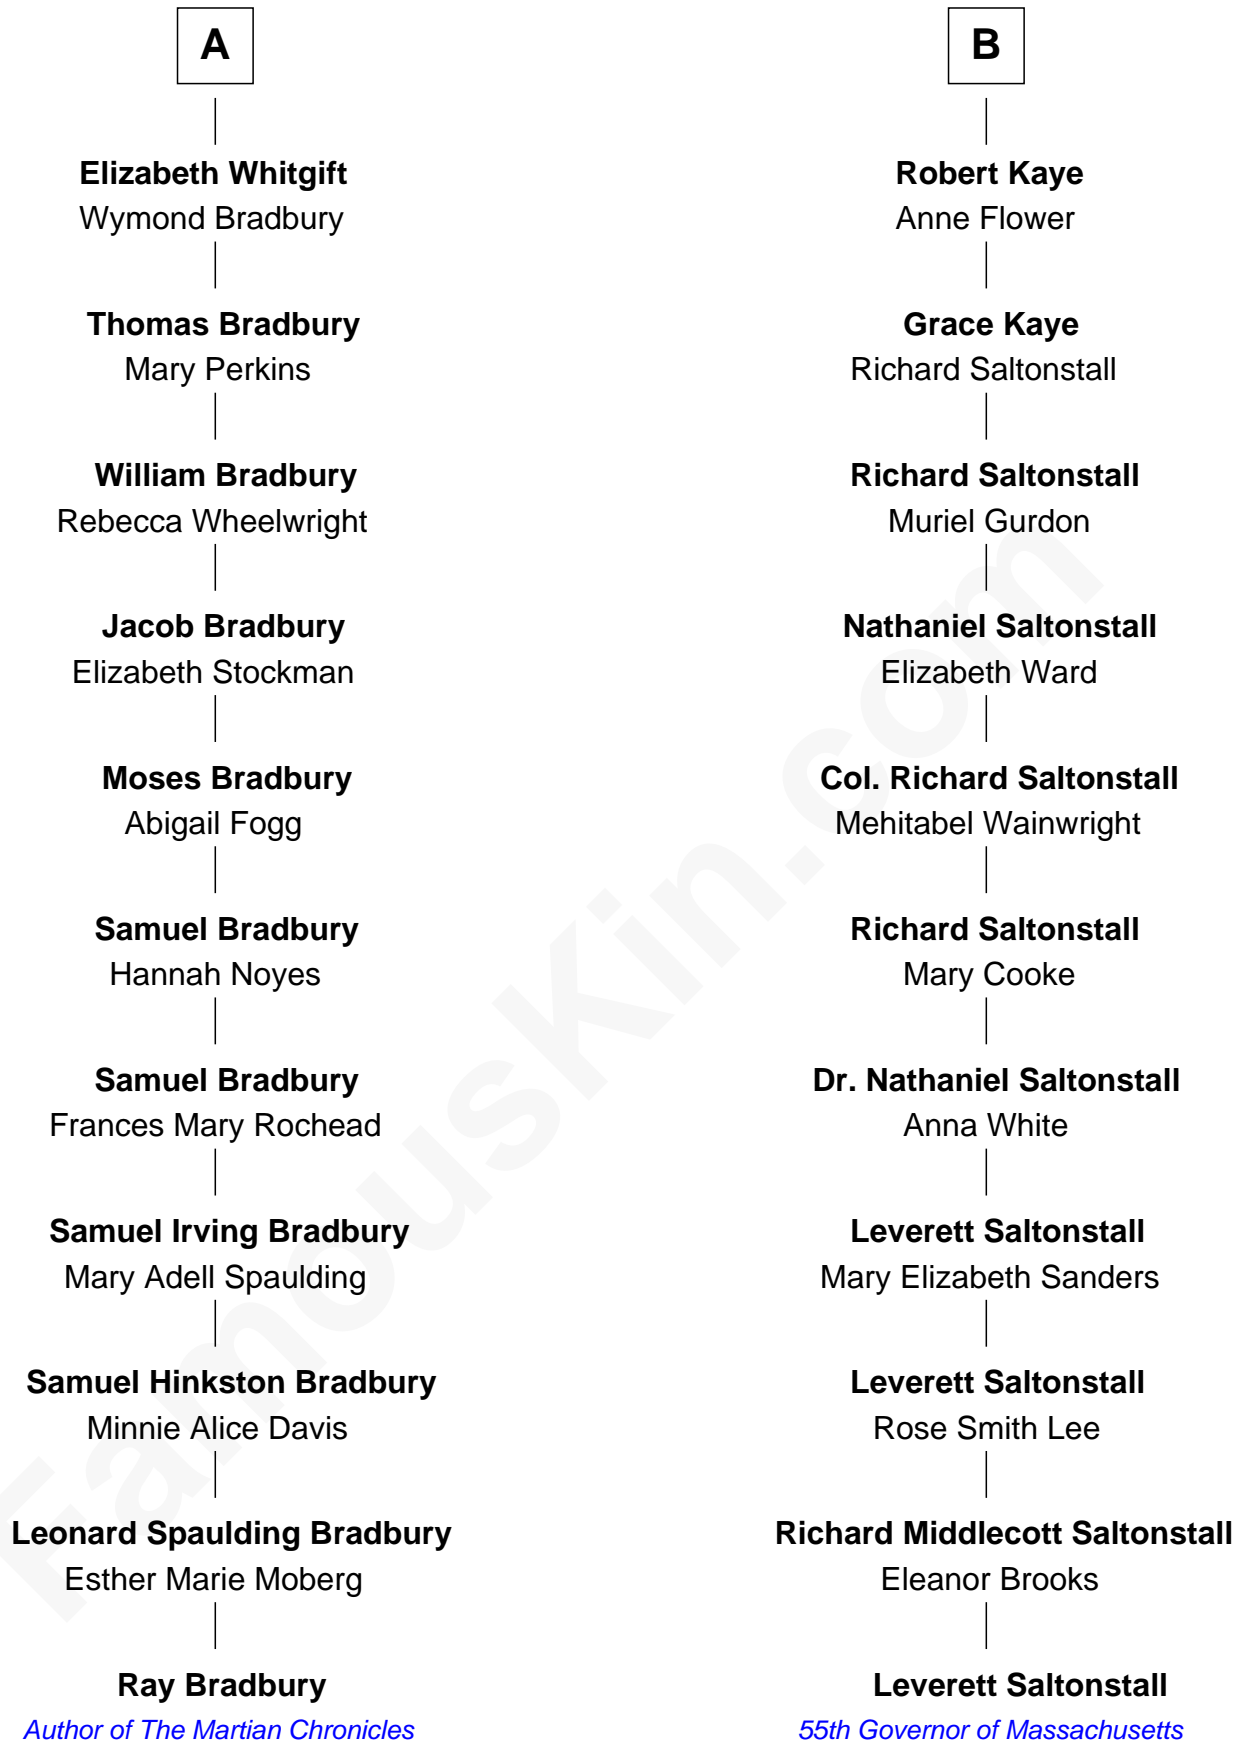 A
Elizabeth Whitgift
Wymond Bradbury
Thomas Bradbury
Mary Perkins
William Bradbury
Rebecca Wheelwright
Jacob Bradbury
Elizabeth Stockman
Moses Bradbury
Abigail Fogg
Samuel Bradbury
Hannah Noyes
Samuel Bradbury
Frances Mary Rochead
Samuel Irving Bradbury
Mary Adell Spaulding
Samuel Hinkston Bradbury
Minnie Alice Davis
Leonard Spaulding Bradbury
Esther Marie Moberg
Ray Bradbury
Author of The Martian Chronicles
B
Robert Kaye
Anne Flower
Grace Kaye
Richard Saltonstall
Richard Saltonstall
Muriel Gurdon
Nathaniel Saltonstall
Elizabeth Ward
Col. Richard Saltonstall
Mehitabel Wainwright
Richard Saltonstall
Mary Cooke
Dr. Nathaniel Saltonstall
Anna White
Leverett Saltonstall
Mary Elizabeth Sanders
Leverett Saltonstall
Rose Smith Lee
Richard Middlecott Saltonstall
Eleanor Brooks
Leverett Saltonstall
55th Governor of Massachusetts
FamousKin.com